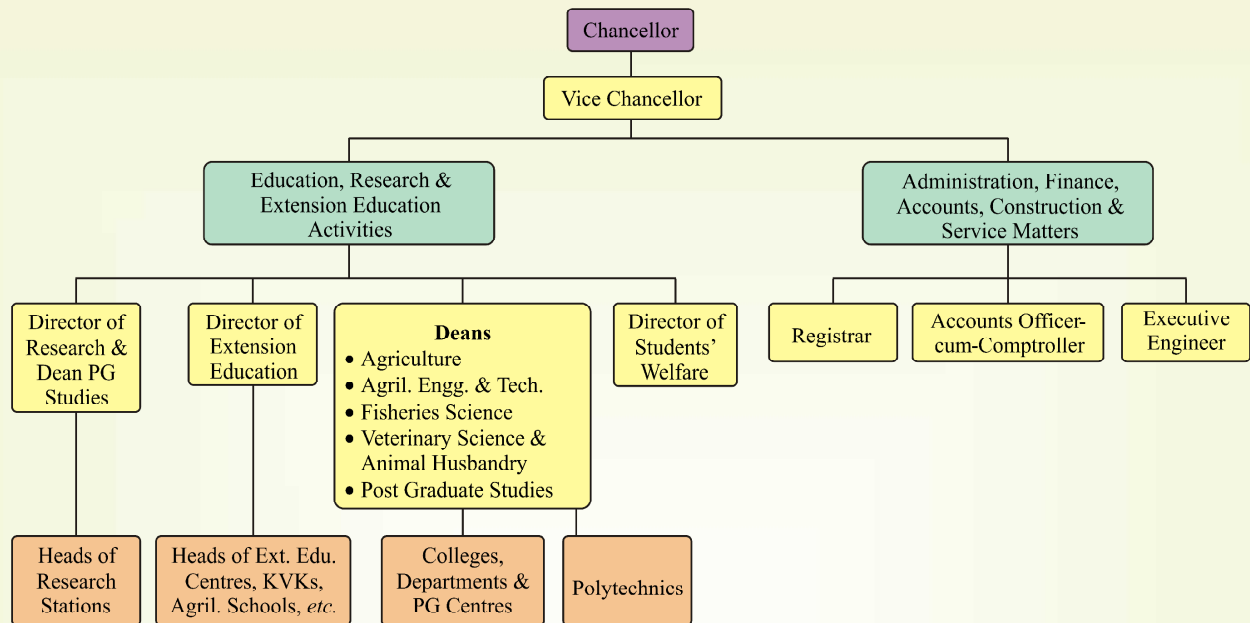 Chancellor
Vice Chancellor
Education, Research &
Extension Education
Activities
Administration, Finance,
Accounts, Construction &
Service Matters
Director of
Research &
Dean PG
Studies
Director of
Extension
Education
Deans
• Agriculture
• Agril. Engg. & Tech.
• Fisheries Science
• Veterinary Science &
Animal Husbandry
• Post Graduate Studies
Director of
Students’
Welfare
Registrar
Accounts Officer-
cum-Comptroller
Executive
Engineer
Heads of
Research
Stations
Heads of Ext. Edu.
Centres, KVKs,
Agril. Schools, etc.
Colleges,
Departments &
PG Centres
Polytechnics